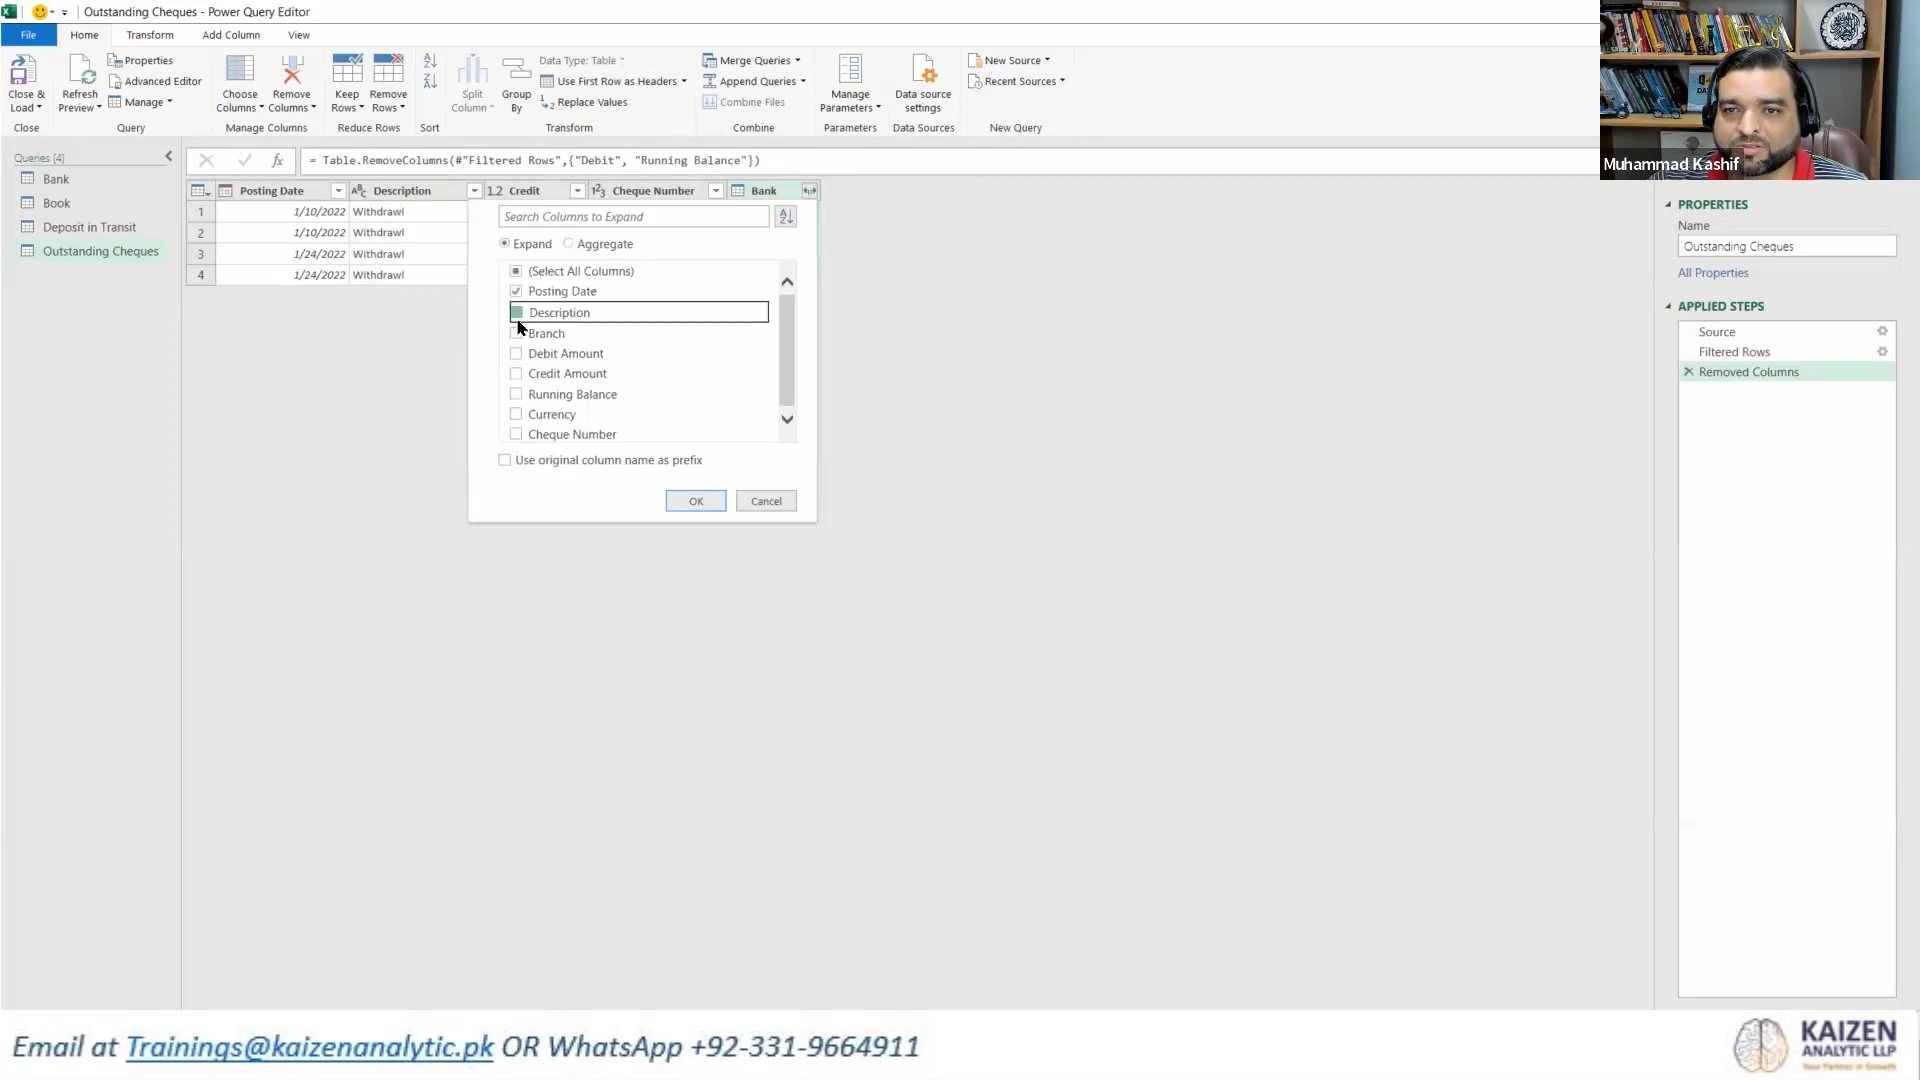 Outstanding Cheques - Power Query Editor
File
Home
Transform
Add Column
View
Close & Load
Refresh Preview
Properties
Advanced Editor
Manage
Choose Columns
Remove Columns
Keep Rows
Remove Rows
Split Column
Group By
Data Type: Table
Use First Row as Headers
Replace Values
Merge Queries
Append Queries
Combine Files
Manage Parameters
Data source settings
New Source
Recent Sources
Close
Query
Manage Columns
Reduce Rows
Sort
Transform
Combine
Parameters
Data Sources
New Query
Muhammad Kashif
Queries [4]
Bank
Book
Deposit in Transit
Outstanding Cheques
= Table.RemoveColumns(#"Filtered Rows",{"Debit", "Running Balance"})
Posting Date
Description
1.2 Credit
Cheque Number
Bank
1 1/10/2022 Withdrawl
2 1/10/2022 Withdrawl
3 1/24/2022 Withdrawl
4 1/24/2022 Withdrawl
Search Columns to Expand
Expand
Aggregate
(Select All Columns)
Posting Date
Description
Branch
Debit Amount
Credit Amount
Running Balance
Currency
Cheque Number
Use original column name as prefix
OK
Cancel
PROPERTIES
Name
Outstanding Cheques
All Properties
APPLIED STEPS
Source
Filtered Rows
Removed Columns
Email at Trainings@kaizenanalytic.pk OR WhatsApp +92-331-9664911
KAIZEN
ANALYTIC LLP
Your Partner in Growth